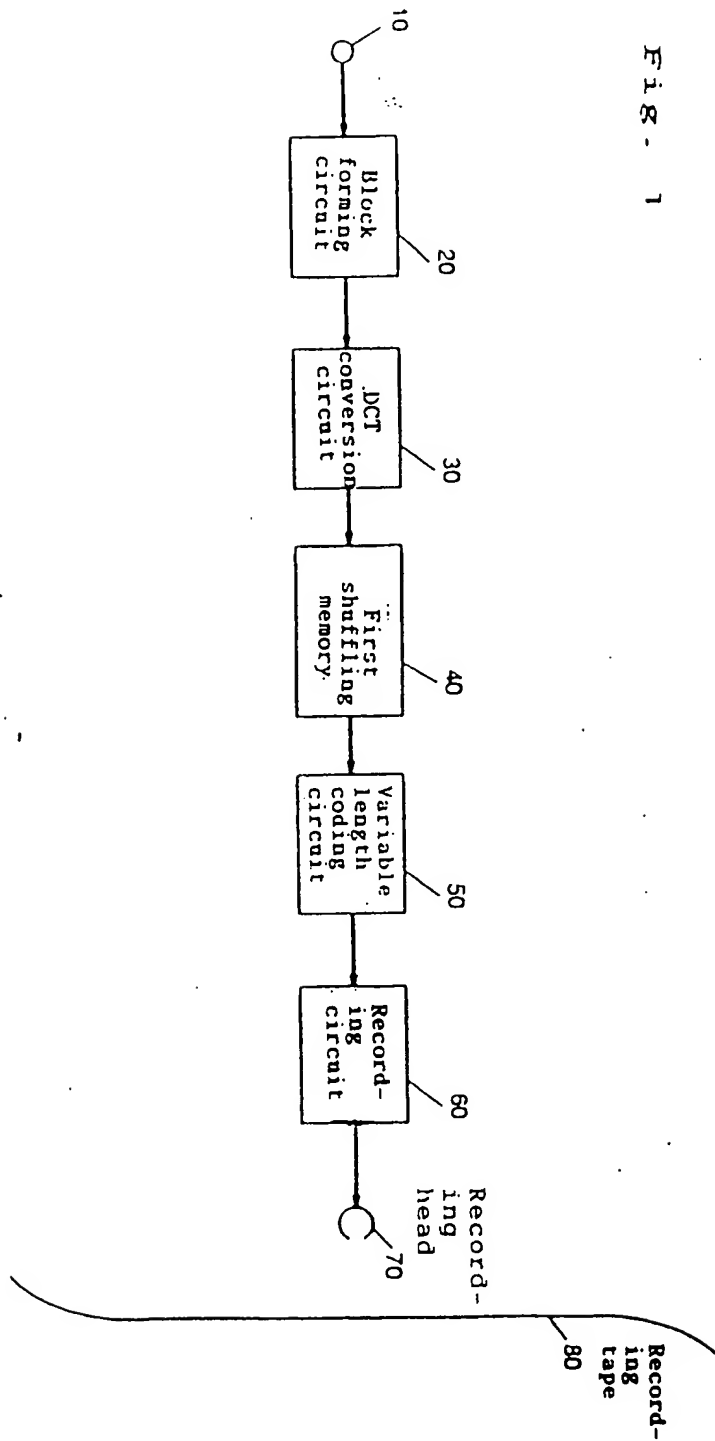 Fig. 1
10
Block
forming
circuit
20
DCT
conversion
circuit
30
First
shuffling
memory
40
Variable
length
coding
circuit
50
Record-
ing
circuit
60
Record-
ing
head
70
Record-
ing
tape
80